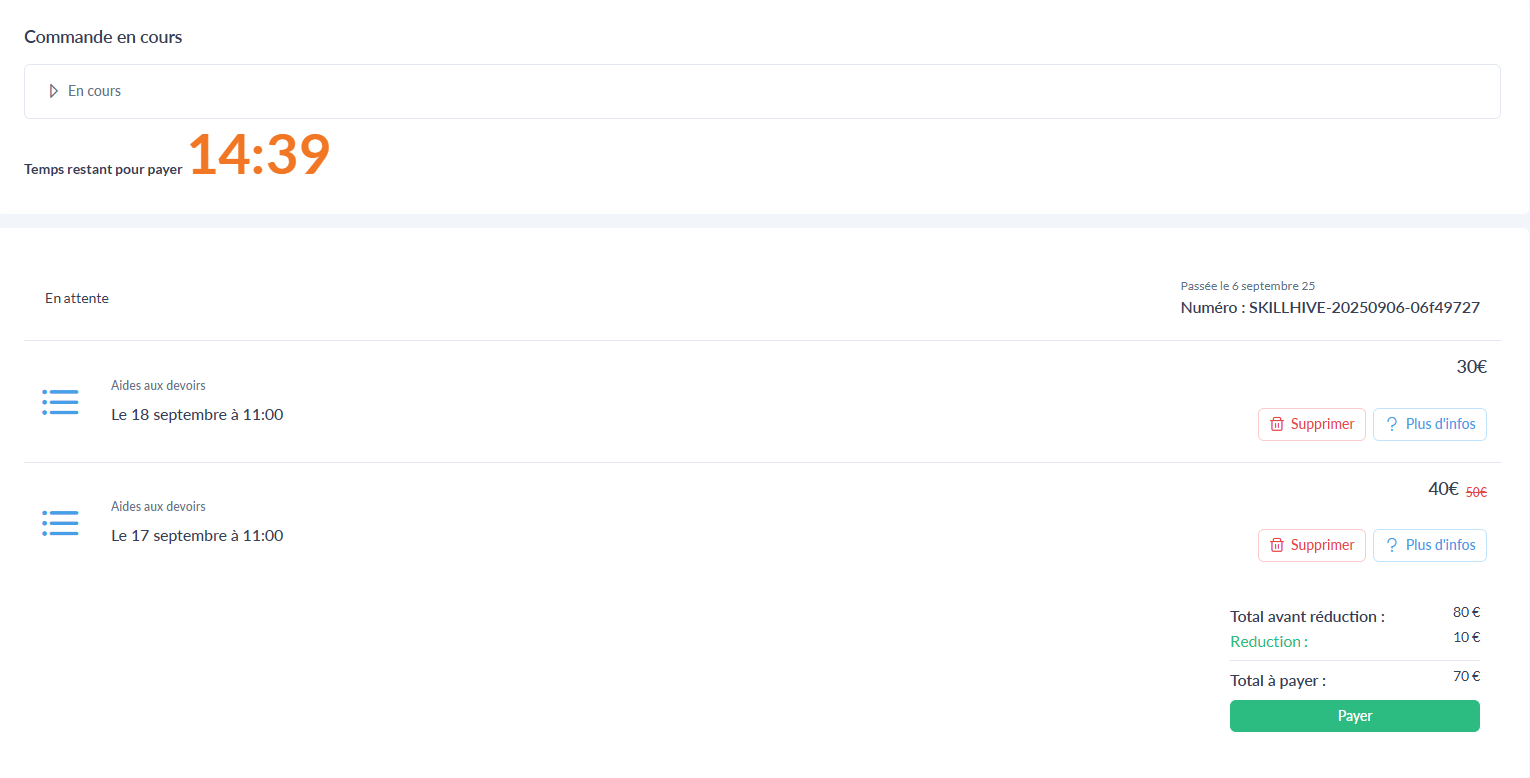 Commande en cours
En cours
Temps restant pour payer 14:39
En attente
Passée le 6 septembre 25
Numéro : SKILLHIVE-20250906-06f49727
30€
Aides aux devoirs
Le 18 septembre à 11:00
Supprimer
? Plus d'infos
40€ 50€
Aides aux devoirs
Le 17 septembre à 11:00
Supprimer
? Plus d'infos
Total avant réduction : 80 €
Reduction : 10 €
Total à payer : 70 €
Payer